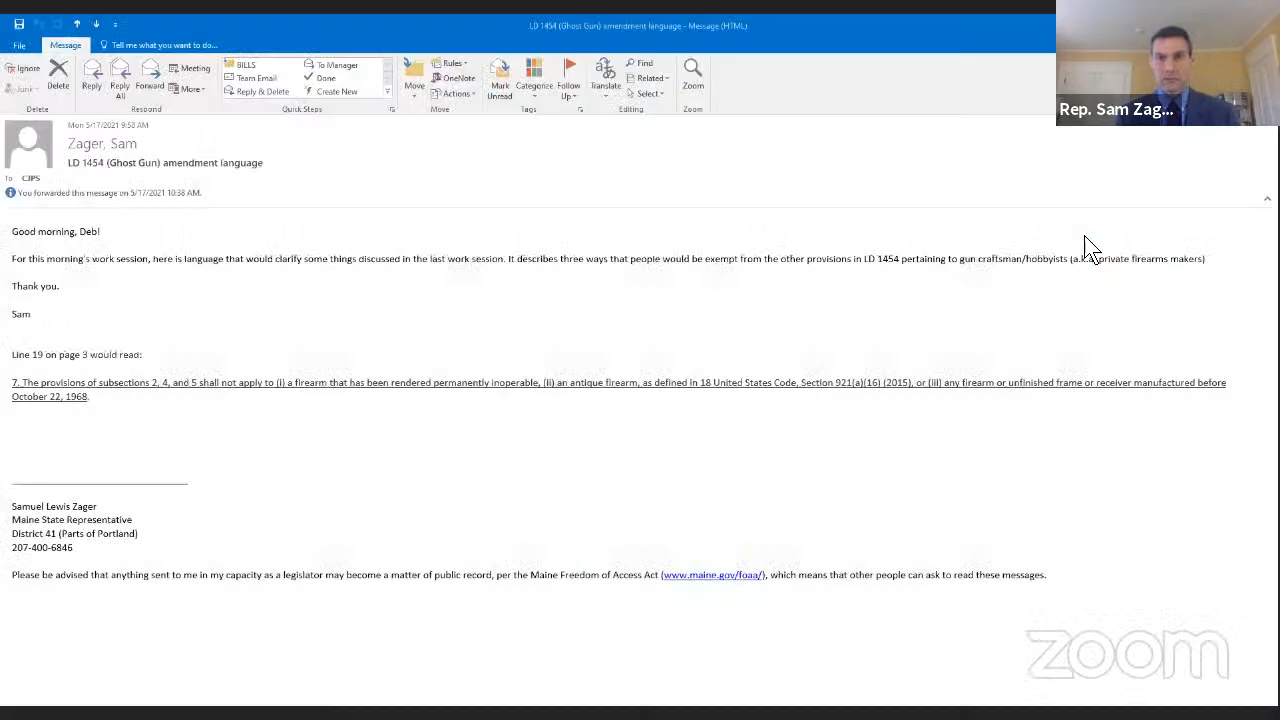 LD 1454 (Ghost Gun) amendment language - Message (HTML)
File
Message
Tell me what you want to do...
Ignore
Junk
Delete
Reply
Reply All
Forward
Meeting
More
BILLS
Team Email
Reply & Delete
To Manager
Done
Create New
Move
Rules
OneNote
Actions
Mark Unread
Categorize
Follow Up
Translate
Find
Related
Select
Zoom
Delete
Respond
Quick Steps
Move
Tags
Editing
Zoom
Rep. Sam Zag...
Mon 5/17/2021 9:58 AM
Zager, Sam
LD 1454 (Ghost Gun) amendment language
To CJPS
You forwarded this message on 5/17/2021 10:38 AM.
Good morning, Deb!
For this morning's work session, here is language that would clarify some things discussed in the last work session. It describes three ways that people would be exempt from the other provisions in LD 1454 pertaining to gun craftsman/hobbyists (a.k.a. private firearms makers)
Thank you.
Sam
Line 19 on page 3 would read:
7. The provisions of subsections 2, 4, and 5 shall not apply to (i) a firearm that has been rendered permanently inoperable, (ii) an antique firearm, as defined in 18 United States Code, Section 921(a)(16) (2015), or (iii) any firearm or unfinished frame or receiver manufactured before
October 22, 1968.
Samuel Lewis Zager
Maine State Representative
District 41 (Parts of Portland)
207-400-6846
Please be advised that anything sent to me in my capacity as a legislator may become a matter of public record, per the Maine Freedom of Access Act (www.maine.gov/foaa/), which means that other people can ask to read these messages.
zoom